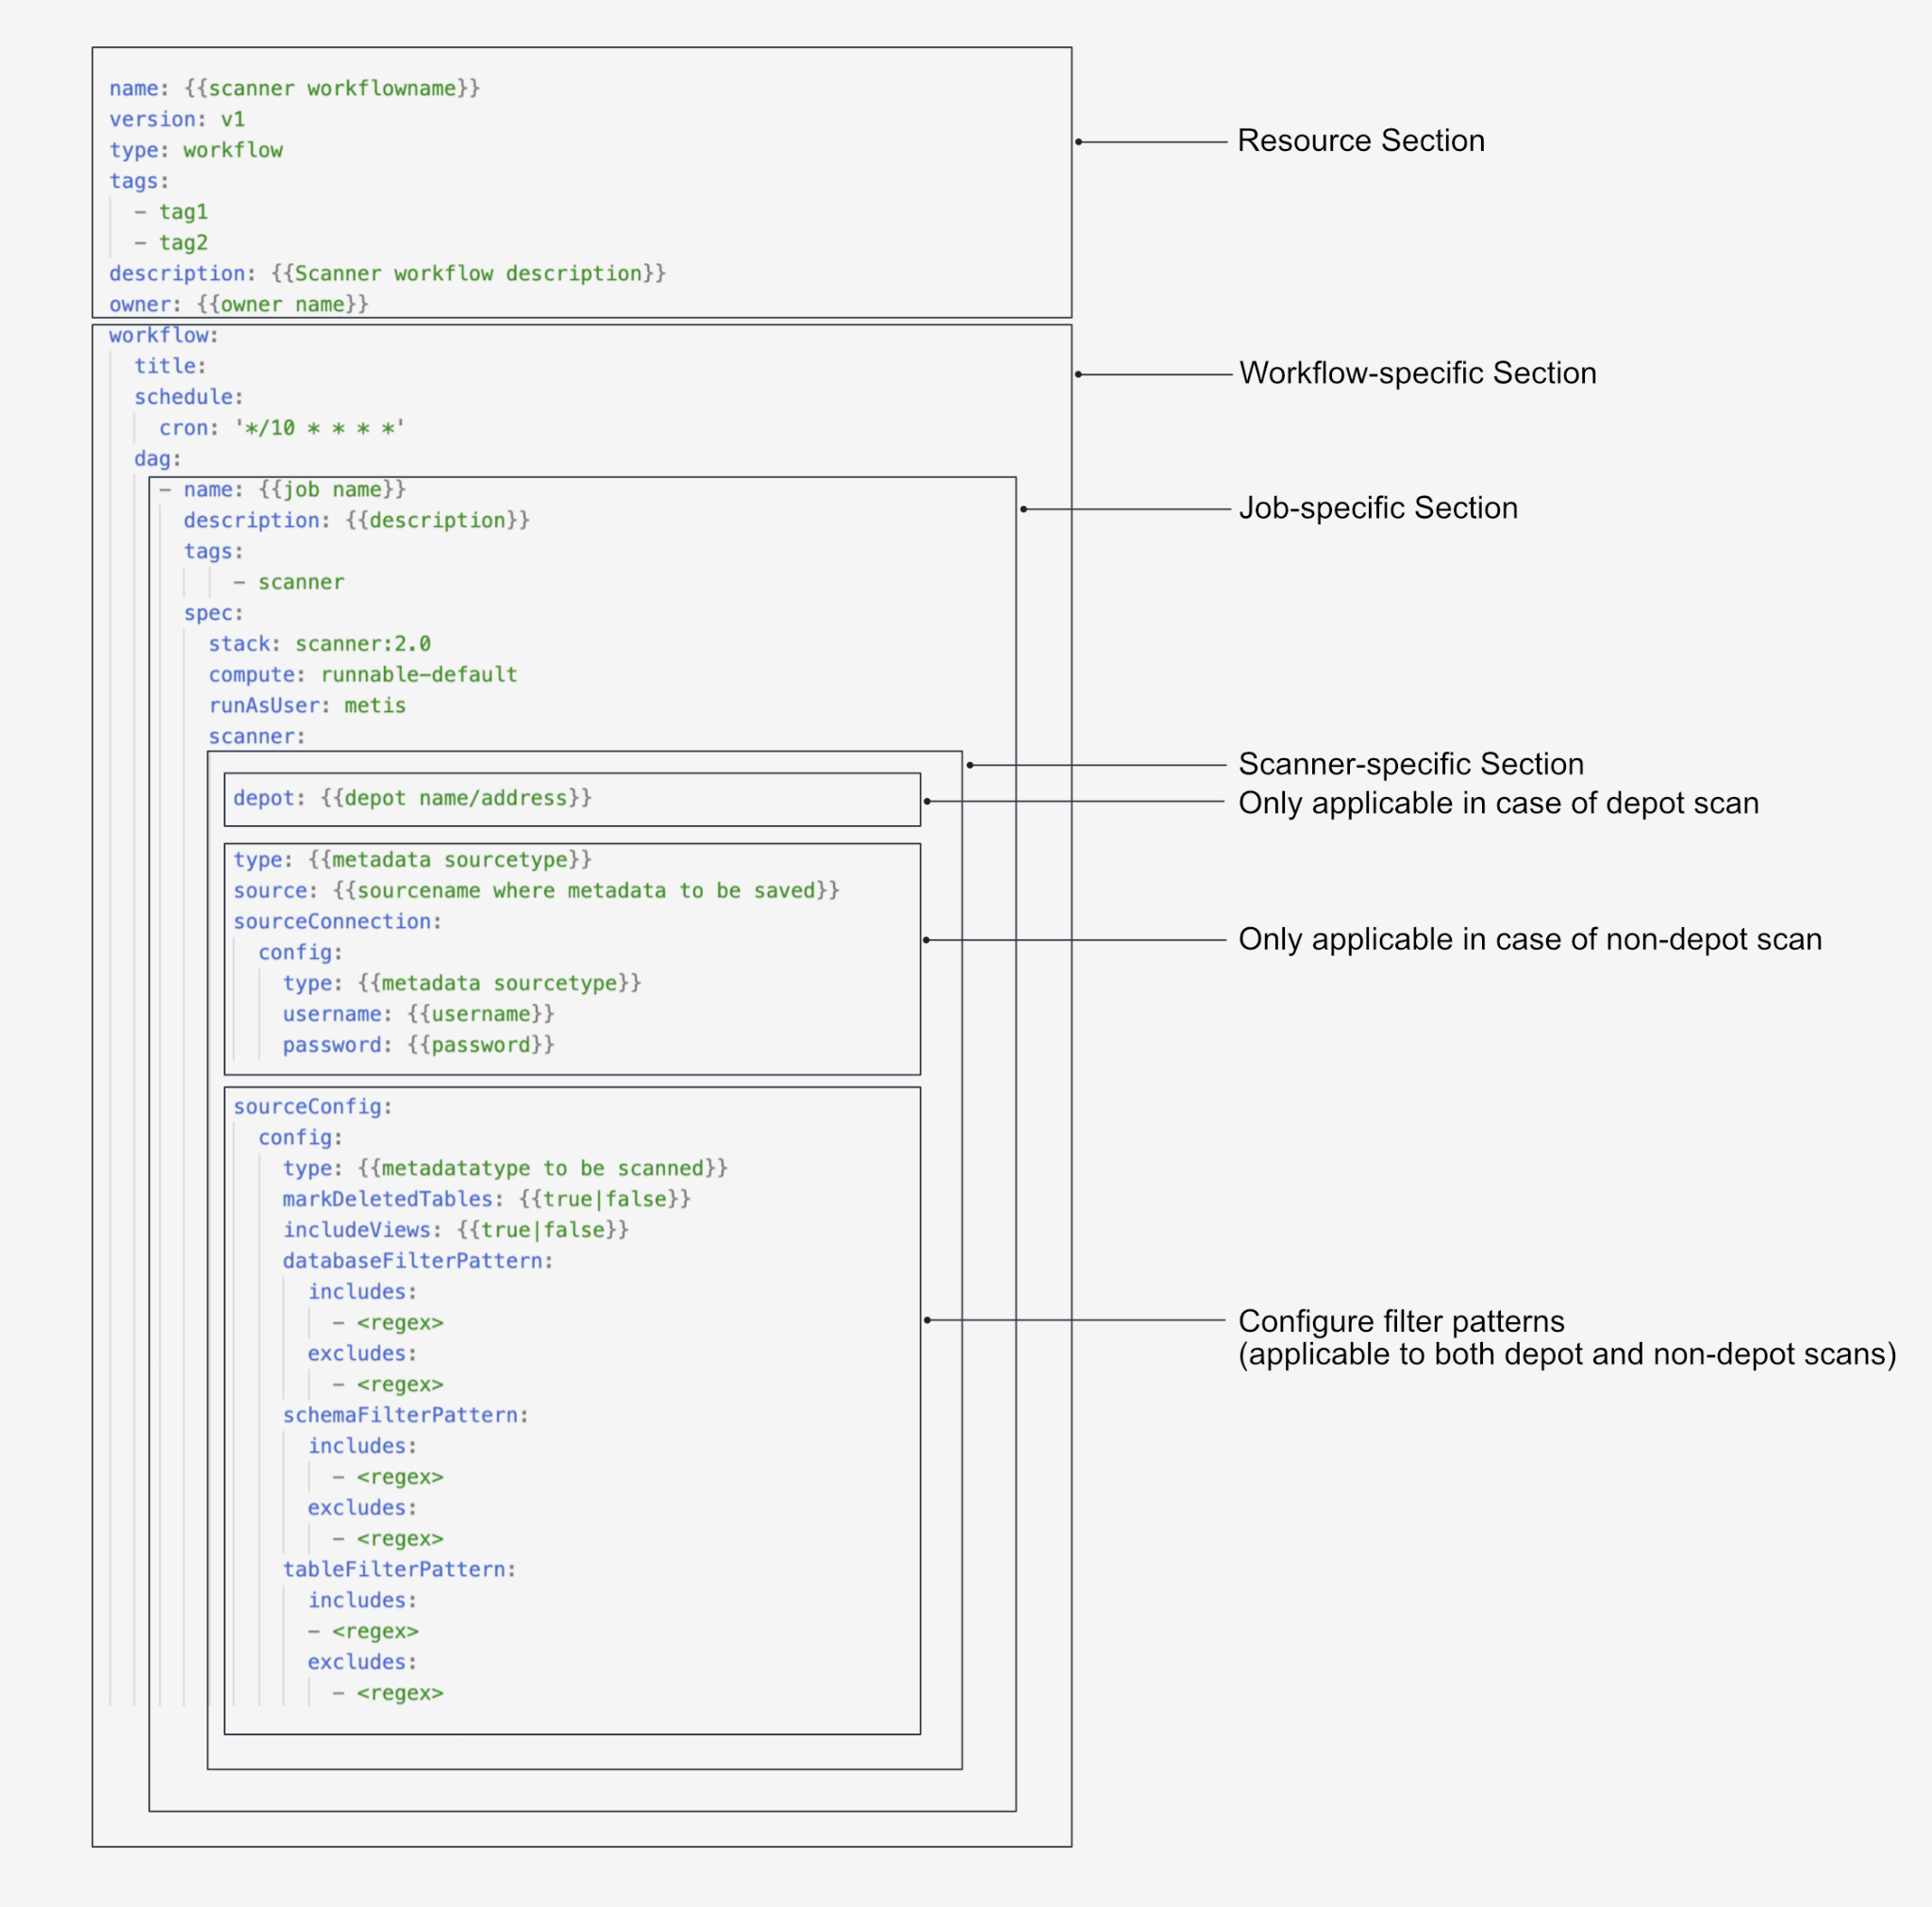 name: {{scanner workflowname}}
version: v1
type: workflow
tags:
  - tag1
  - tag2
description: {{Scanner workflow description}}
owner: {{owner name}}
Resource Section
workflow:
  title:
  schedule:
    cron: '*/10 * * * *'
  dag:
Workflow-specific Section
    - name: {{job name}}
      description: {{description}}
      tags:
          - scanner
      spec:
        stack: scanner:2.0
        compute: runnable-default
        runAsUser: metis
        scanner:
Job-specific Section
Scanner-specific Section
          depot: {{depot name/address}}
Only applicable in case of depot scan
          type: {{metadata sourcetype}}
          source: {{sourcename where metadata to be saved}}
          sourceConnection:
            config:
              type: {{metadata sourcetype}}
              username: {{username}}
              password: {{password}}
Only applicable in case of non-depot scan
          sourceConfig:
            config:
              type: {{metadatatype to be scanned}}
              markDeletedTables: {{true|false}}
              includeViews: {{true|false}}
              databaseFilterPattern:
                includes:
                  - <regex>
                excludes:
                  - <regex>
              schemaFilterPattern:
                includes:
                  - <regex>
                excludes:
                  - <regex>
              tableFilterPattern:
                includes:
                - <regex>
                excludes:
                  - <regex>
Configure filter patterns
(applicable to both depot and non-depot scans)